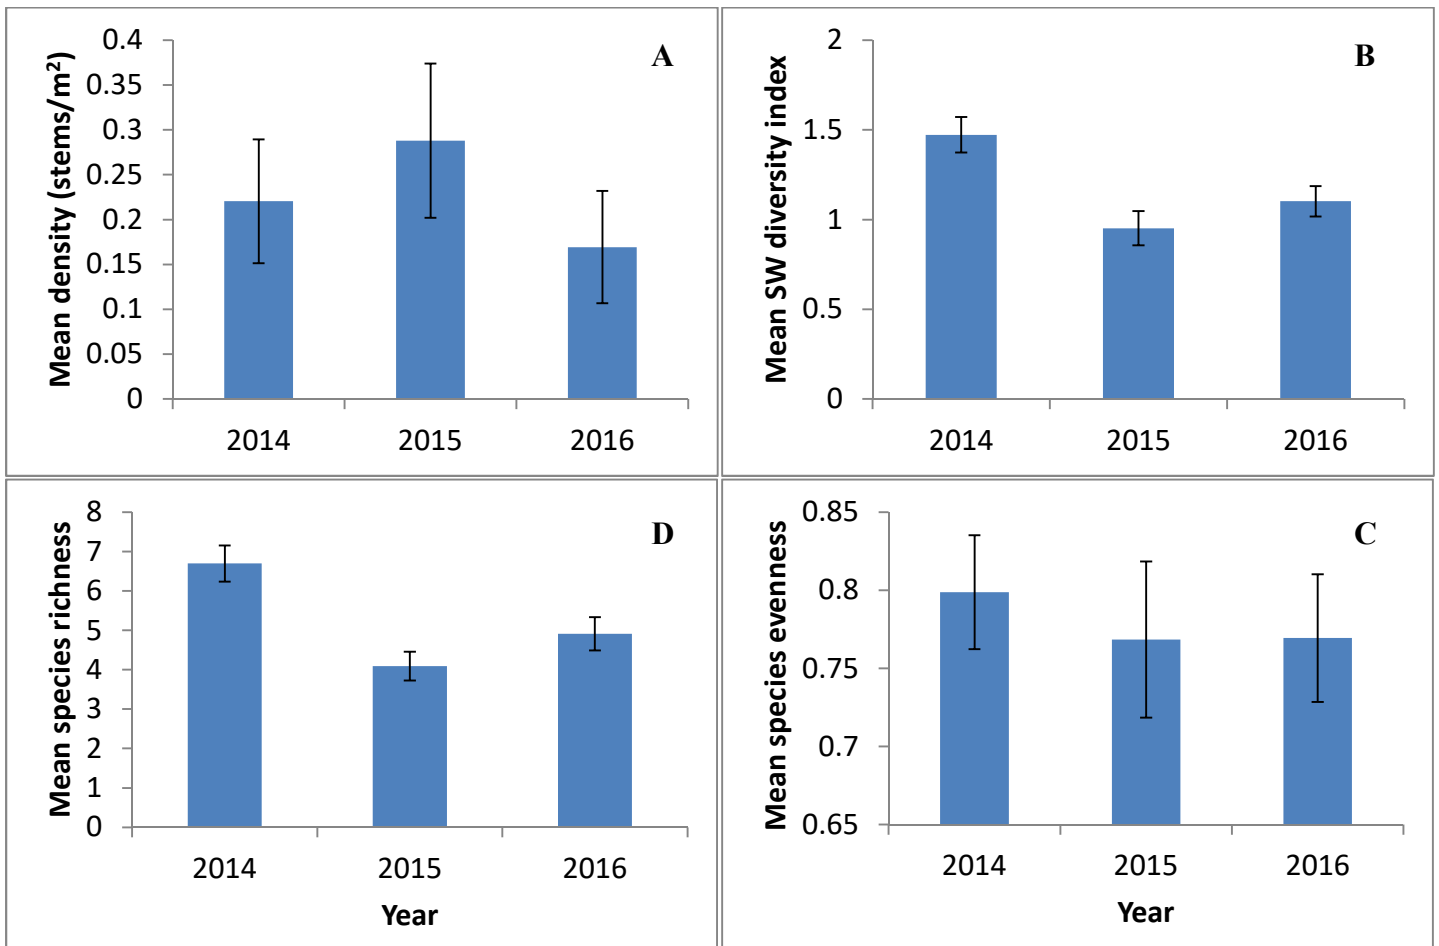 Mean density (stems/m²)
0.4
0.35
0.3
0.25
0.2
0.15
0.1
0.05
0
2014 2015 2016
A
Mean SW diversity index
2
1.5
1
0.5
0
2014 2015 2016
B
Mean species richness
8
7
6
5
4
3
2
1
0
2014 2015 2016
Year
D
Mean species evenness
0.85
0.8
0.75
0.7
0.65
2014 2015 2016
Year
C